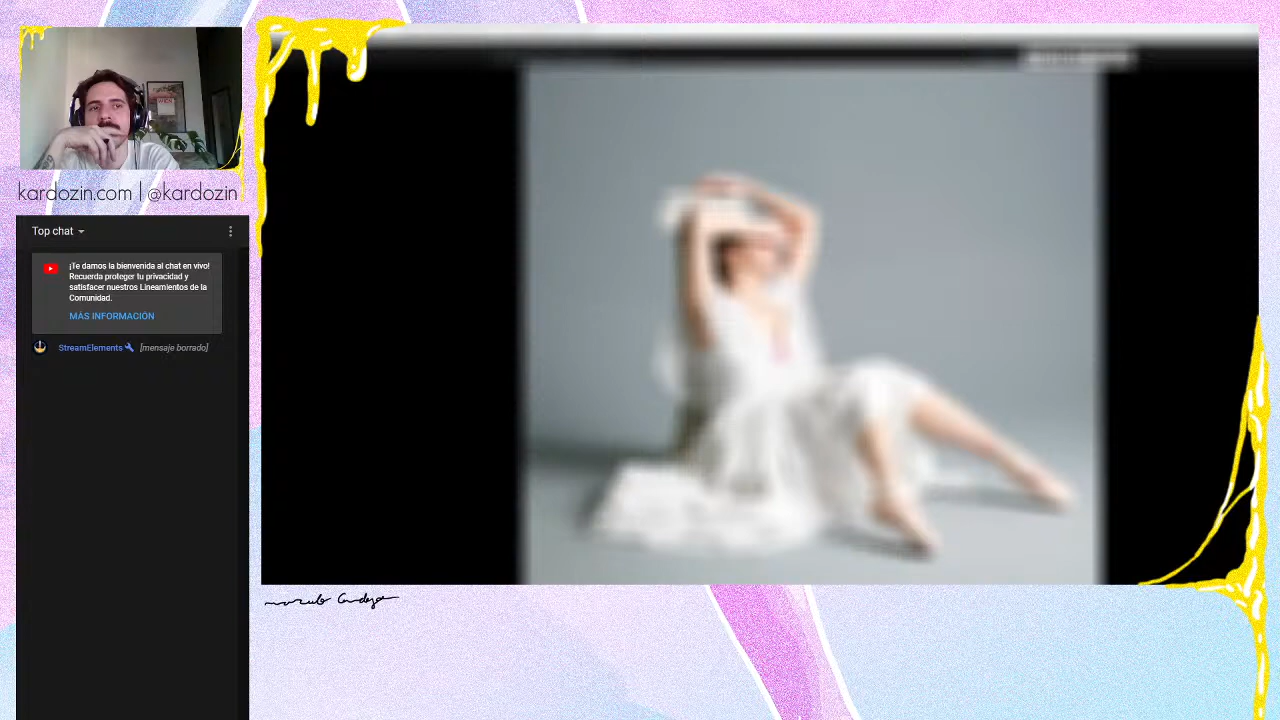 kardozin.com | @kardozin
Top chat
¡Te damos la bienvenida al chat en vivo!
Recuerda proteger tu privacidad y
satisfacer nuestros Lineamientos de la
Comunidad.
MÁS INFORMACIÓN
StreamElements [mensaje borrado]